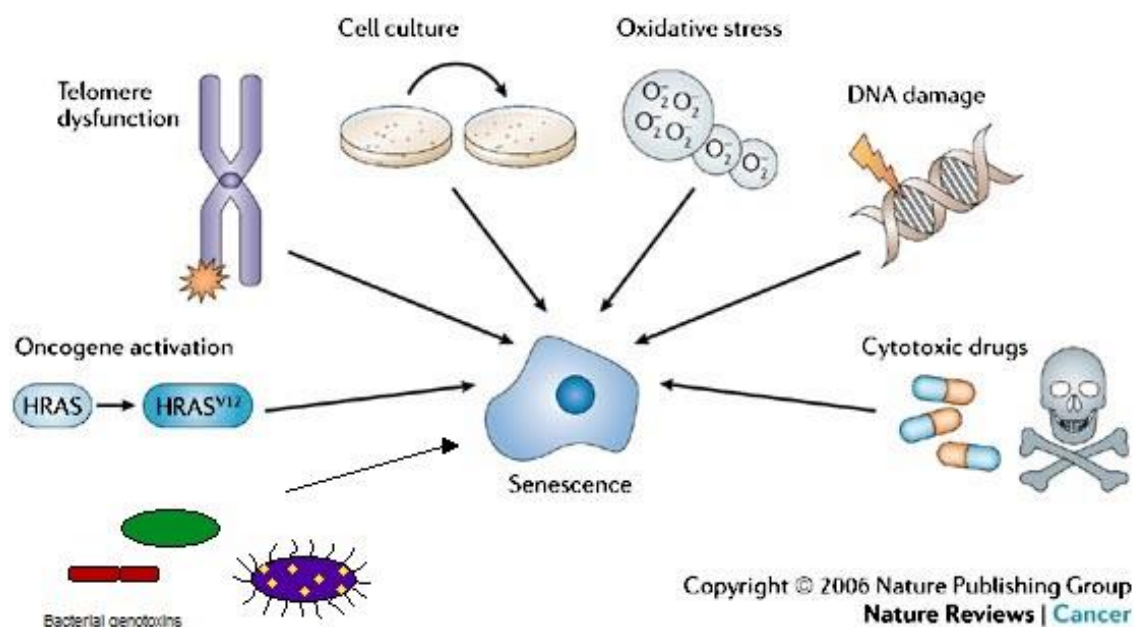 Cell culture
Oxidative stress
Telomere
dysfunction
DNA damage
O₂⁻ O₂⁻
O₂⁻ O₂⁻
O₂⁻ O₂⁻
Oncogene activation
HRAS
HRASⱽ¹²
Cytotoxic drugs
Senescence
Bacterial genotoxins
Copyright © 2006 Nature Publishing Group
Nature Reviews | Cancer